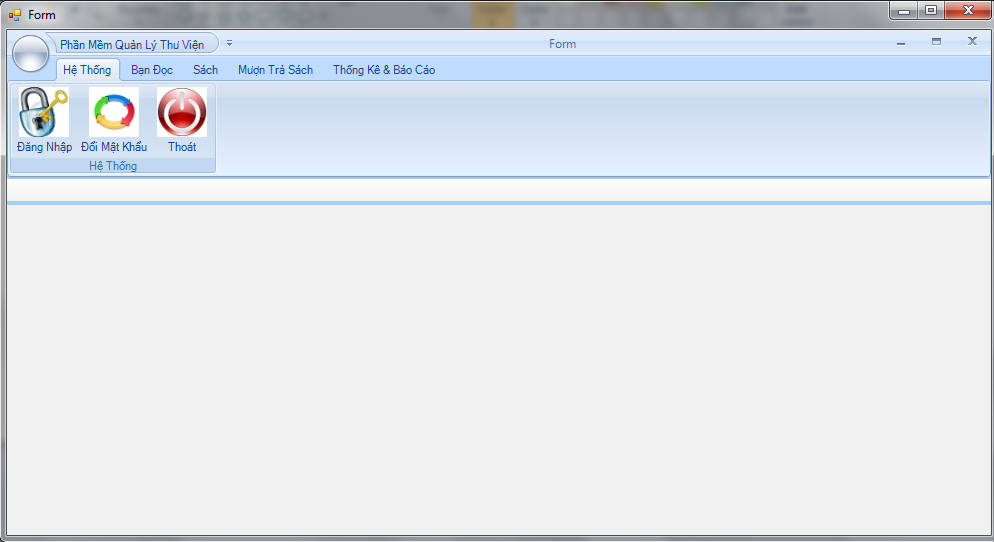 Form
Phần Mềm Quản Lý Thư Viện
Form
Hệ Thống Bạn Đọc Sách Mượn Trả Sách Thống Kê & Báo Cáo
Đăng Nhập Đổi Mật Khẩu Thoát
Hệ Thống